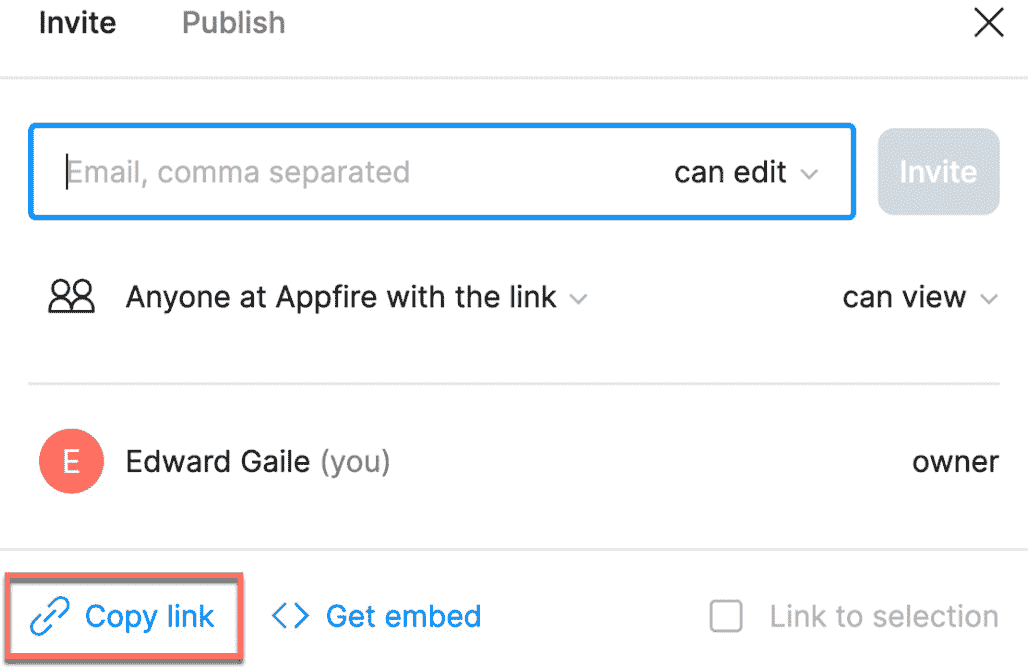 Invite Publish
Email, comma separated can edit Invite
Anyone at Appfire with the link can view
E Edward Gaile (you) owner
Copy link Get embed Link to selection